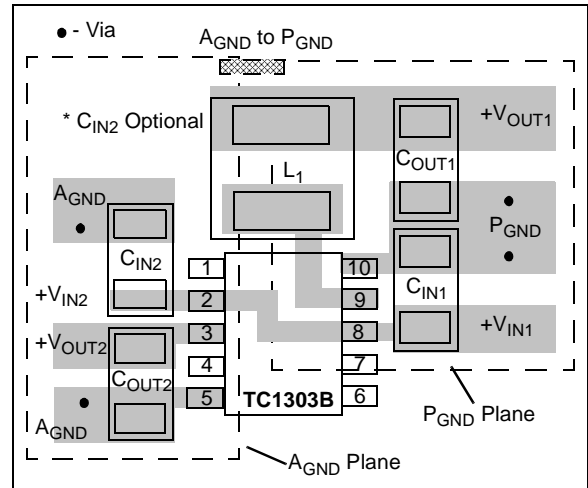 ● - Via
AGND to PGND
* CIN2 Optional
+VOUT1
COUT1
L1
AGND
PGND
CIN2
1
10
CIN1
+VIN2
2
9
+VIN1
+VOUT2
3
8
COUT2
4
7
5
TC1303B
6
AGND
PGND Plane
AGND Plane